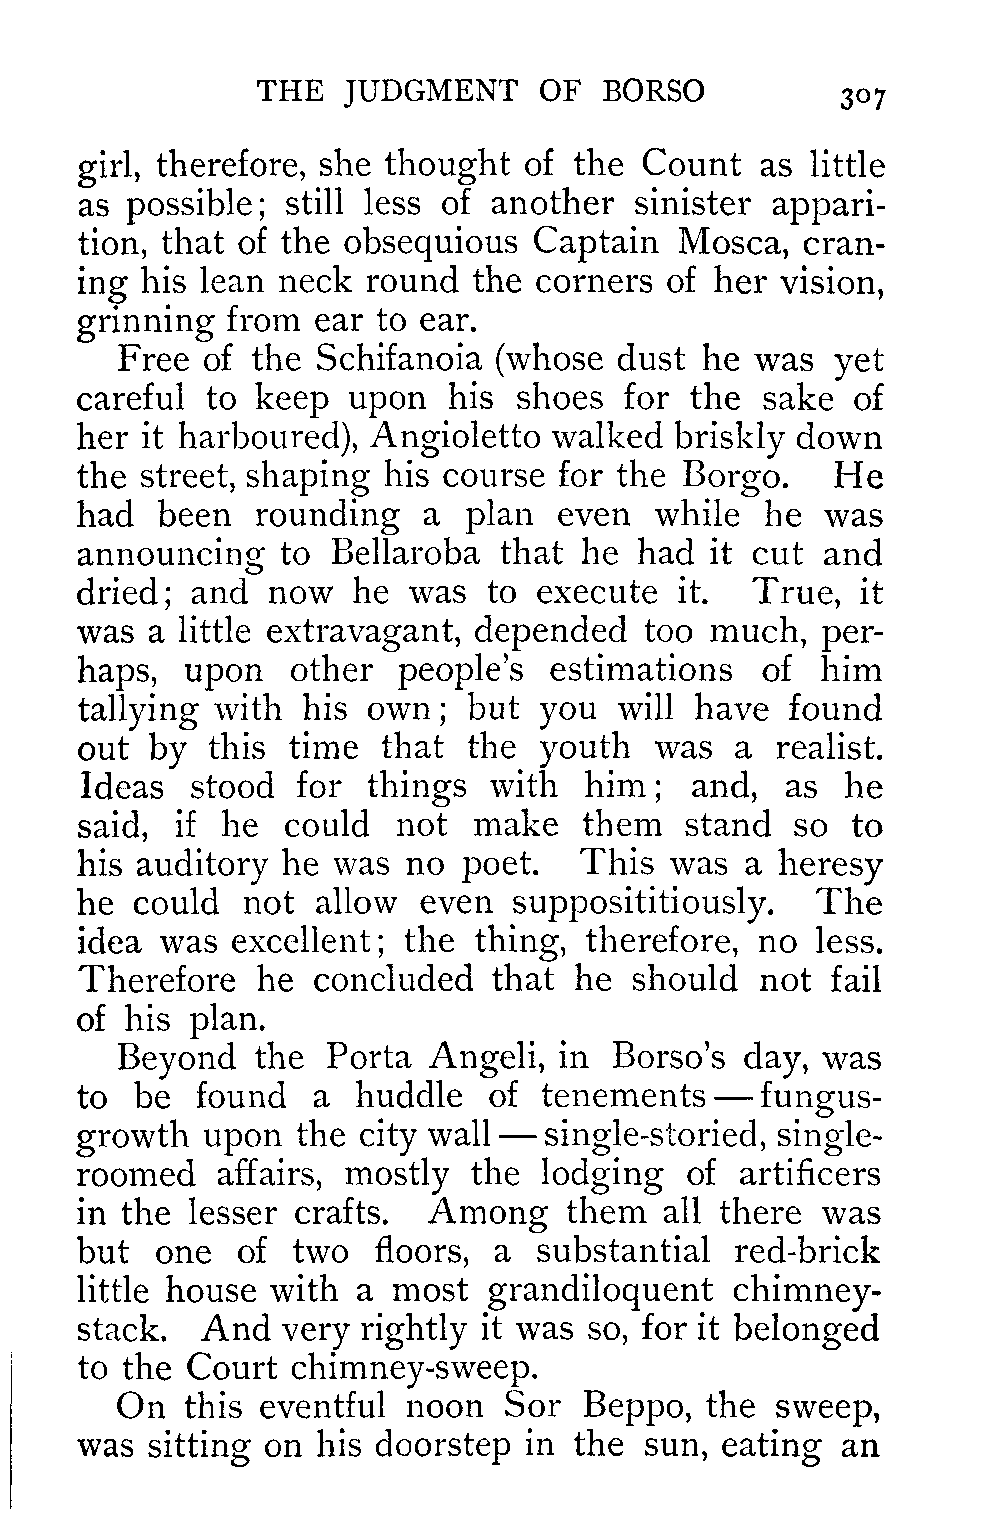 THE JUDGMENT OF BORSO 307
girl, therefore, she thought of the Count as little
as possible; still less of another sinister appari-
tion, that of the obsequious Captain Mosca, cran-
ing his lean neck round the corners of her vision,
grinning from ear to ear.
Free of the Schifanoia (whose dust he was yet
careful to keep upon his shoes for the sake of
her it harboured), Angioletto walked briskly down
the street, shaping his course for the Borgo. He
had been rounding a plan even while he was
announcing to Bellaroba that he had it cut and
dried; and now he was to execute it. True, it
was a little extravagant, depended too much, per-
haps, upon other people's estimations of him
tallying with his own; but you will have found
out by this time that the youth was a realist.
Ideas stood for things with him; and, as he
said, if he could not make them stand so to
his auditory he was no poet. This was a heresy
he could not allow even supposititiously. The
idea was excellent; the thing, therefore, no less.
Therefore he concluded that he should not fail
of his plan.
Beyond the Porta Angeli, in Borso's day, was
to be found a huddle of tenements—fungus-
growth upon the city wall—single-storied, single-
roomed affairs, mostly the lodging of artificers
in the lesser crafts. Among them all there was
but one of two floors, a substantial red-brick
little house with a most grandiloquent chimney-
stack. And very rightly it was so, for it belonged
to the Court chimney-sweep.
On this eventful noon Sor Beppo, the sweep,
was sitting on his doorstep in the sun, eating an